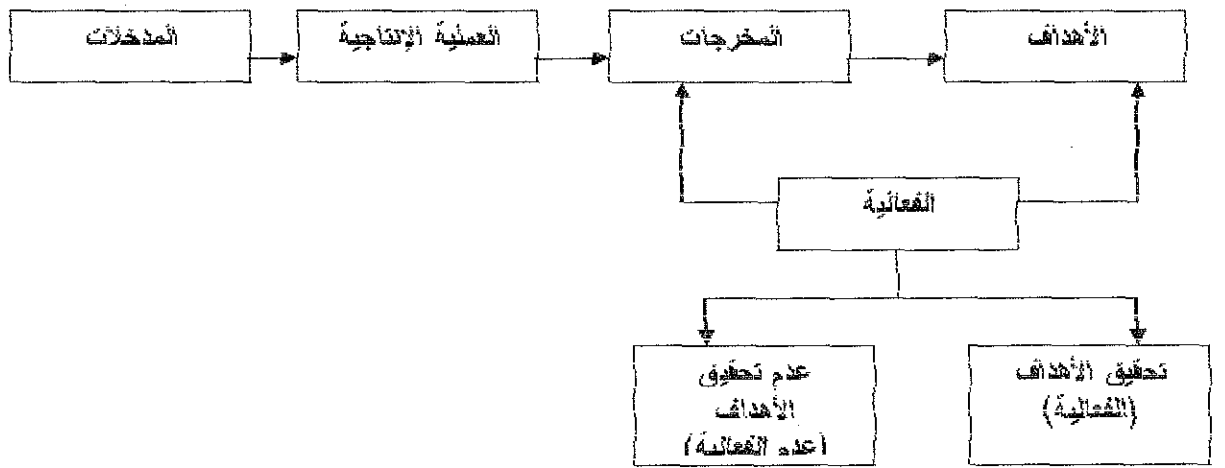 المدخلات
العملية الإنتاجية
المخرجات
الأهداف
الفعالية
عدم تحقيق
الأهداف
(عدم الفعالية)
تحقيق الأهداف
(الفعالية)